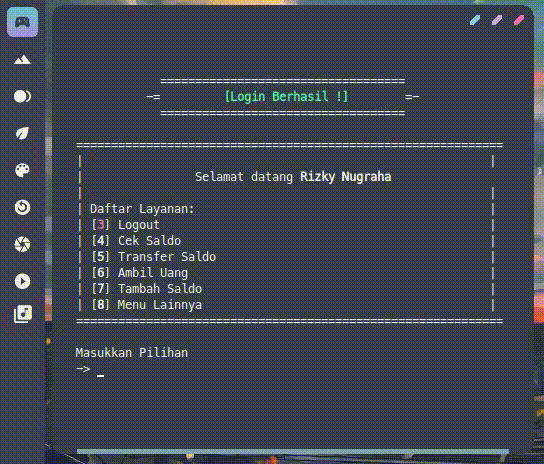 ===================================
-=         [Login Berhasil !]        =-
===================================
=============================================================
|                                                          |
|                Selamat datang Rizky Nugraha
|                                                          |
| Daftar Layanan:                                          |
| [3] Logout                                               |
| [4] Cek Saldo                                            |
| [5] Transfer Saldo                                       |
| [6] Ambil Uang                                           |
| [7] Tambah Saldo                                         |
| [8] Menu Lainnya                                         |
=============================================================
Masukkan Pilihan
-> _